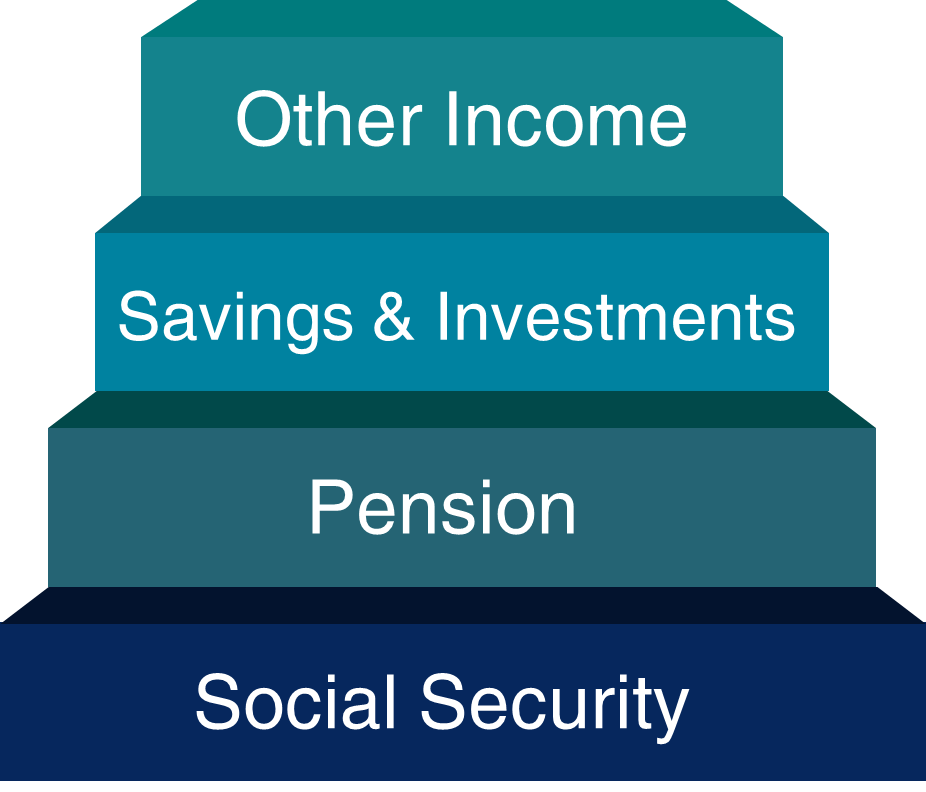 Other Income
Savings & Investments
Pension
Social Security